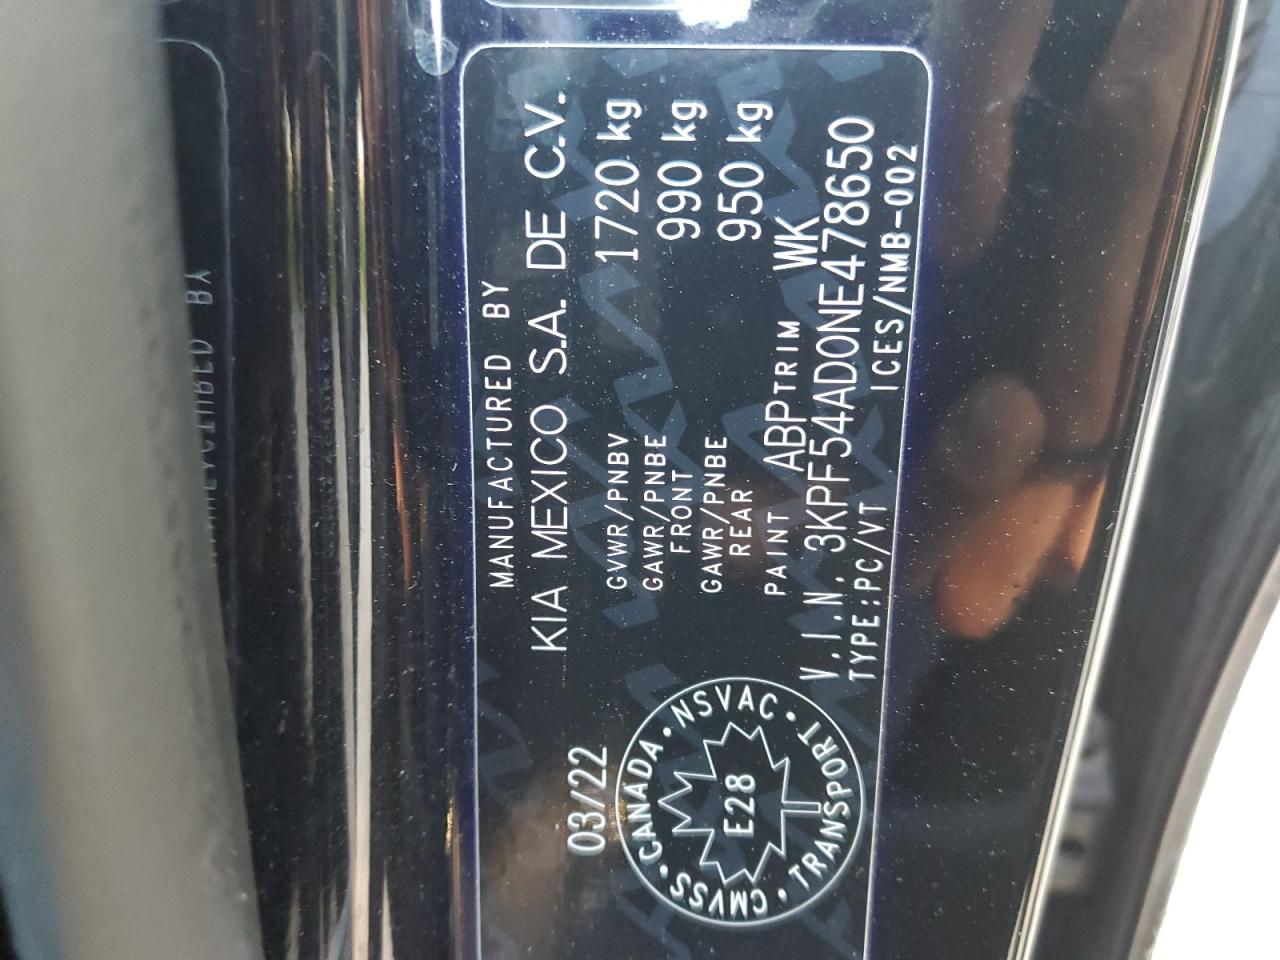 MANUFACTURED BY
KIA MEXICO S.A. DE C.V.
03/22
GVWR/PNBV 1720 kg
GAWR/PNBE FRONT 990 kg
GAWR/PNBE REAR 950 kg
PAINT ABP TRIM WK
V.I.N. 3KPF54AD0NE478650
TYPE:PC/VT ICES/NMB-002
CANADA · NSVAC · TRANSPORT · CMVSS ·
E28